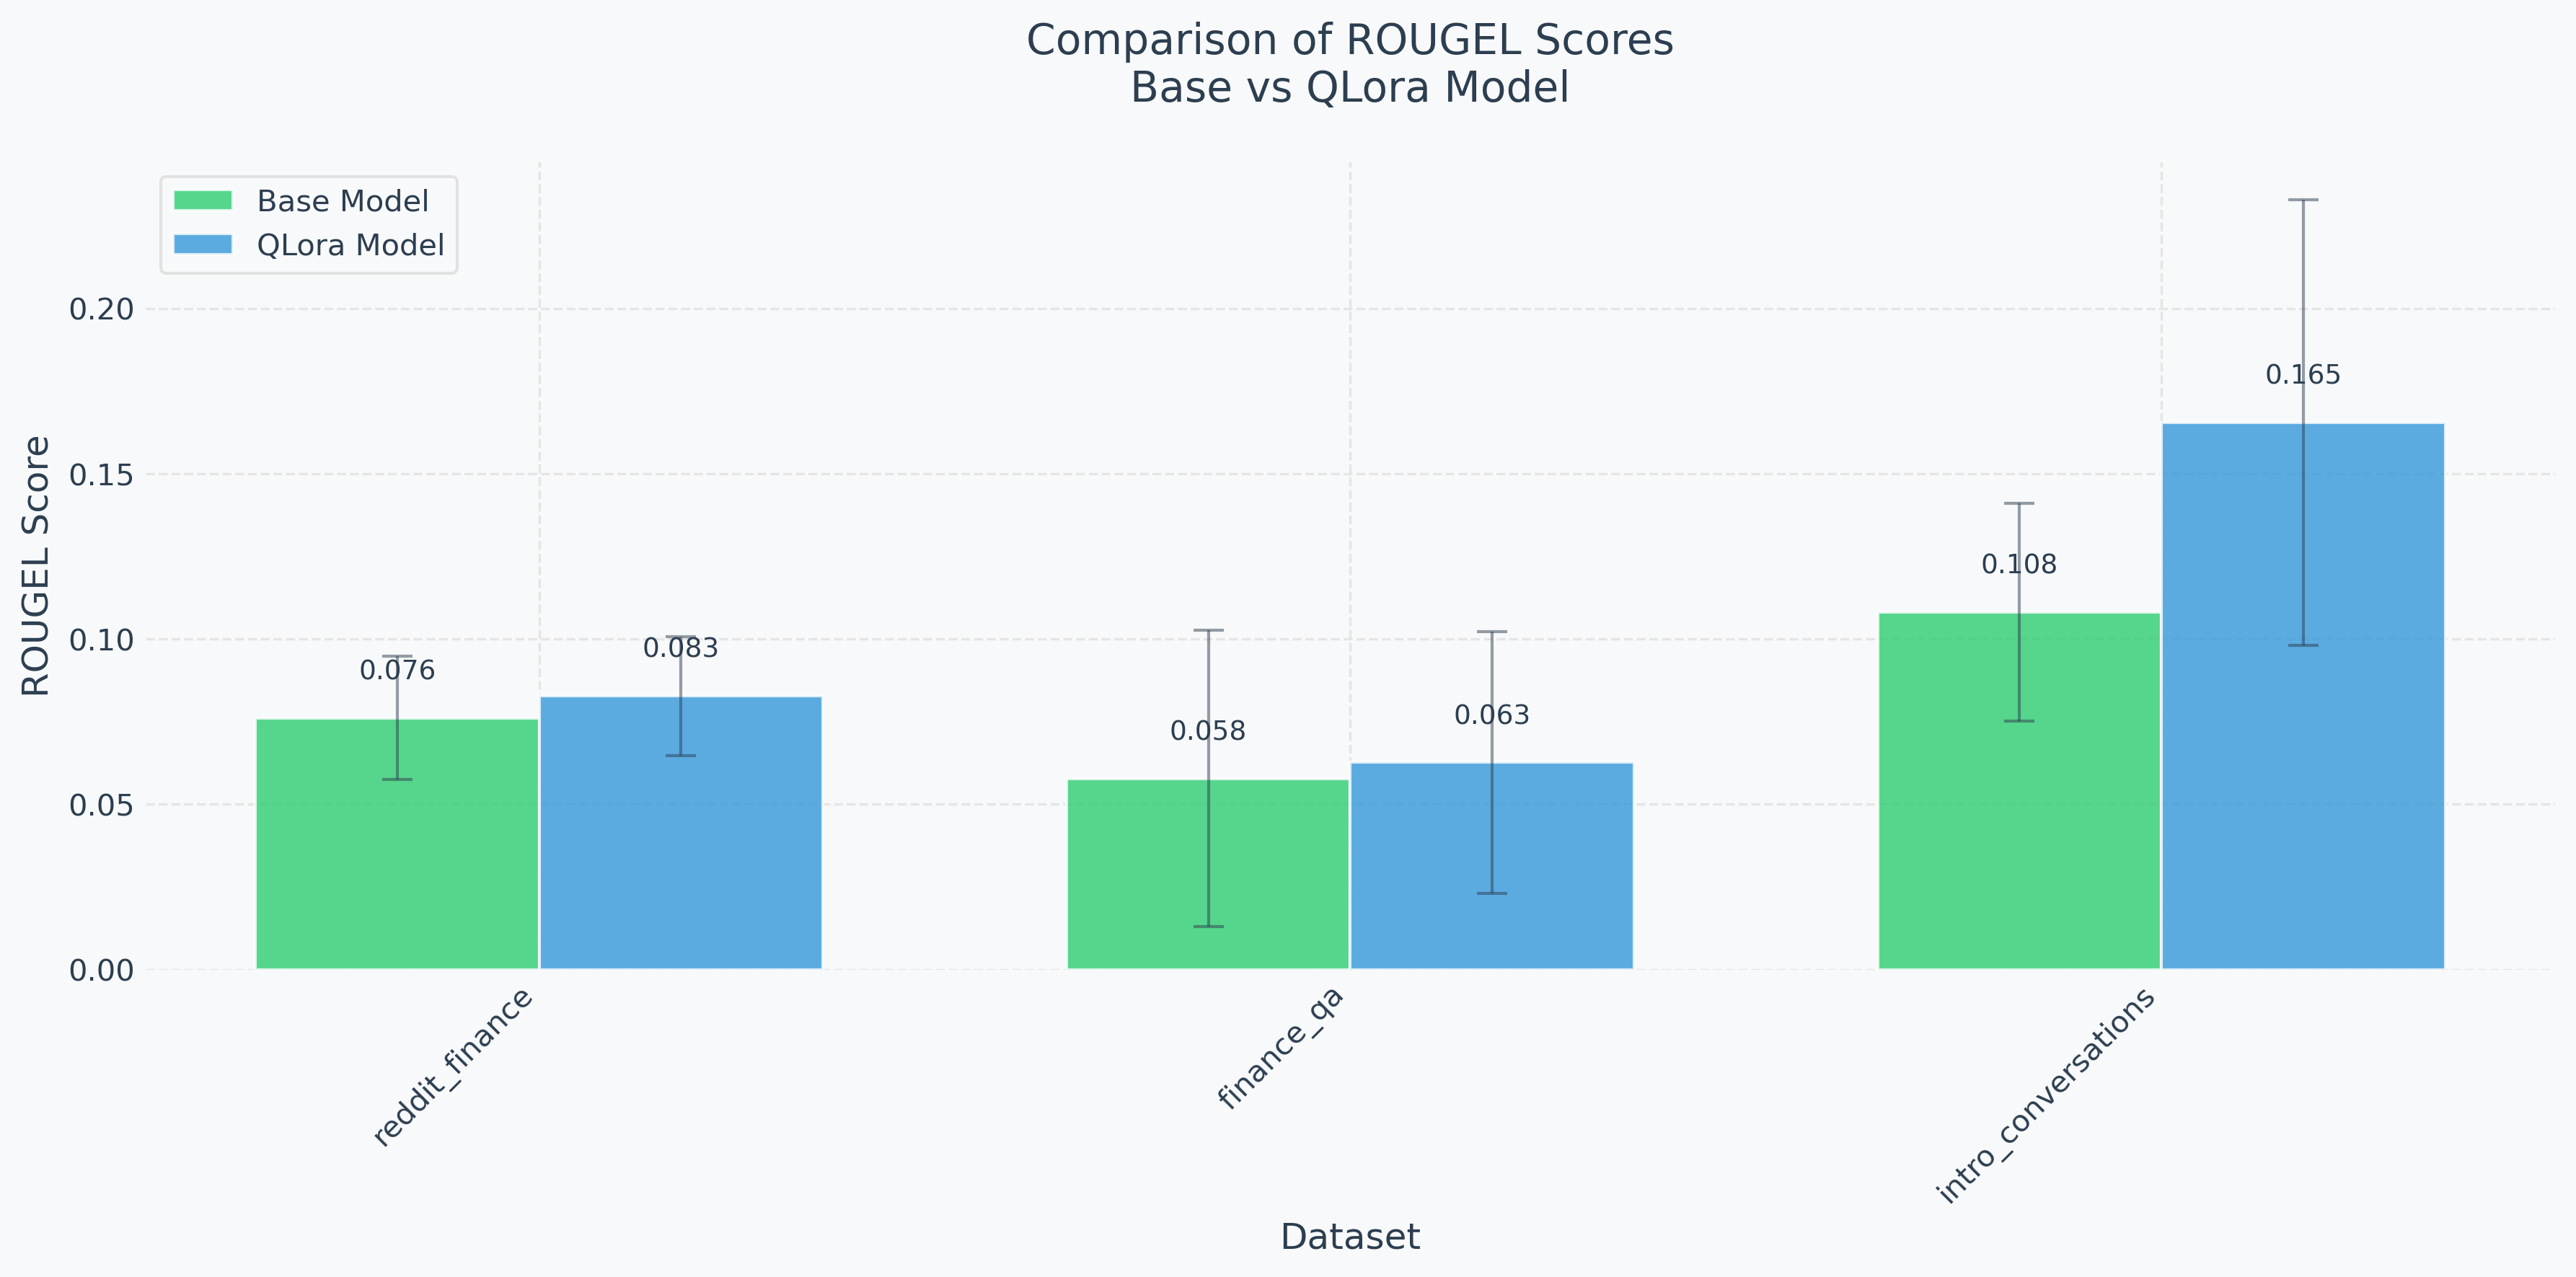 Comparison of ROUGEL Scores
Base vs QLora Model
Base Model
QLora Model
ROUGEL Score
0.20
0.15
0.10
0.05
0.00
0.076
0.083
0.058
0.063
0.108
0.165
reddit_finance
finance_qa
intro_conversations
Dataset